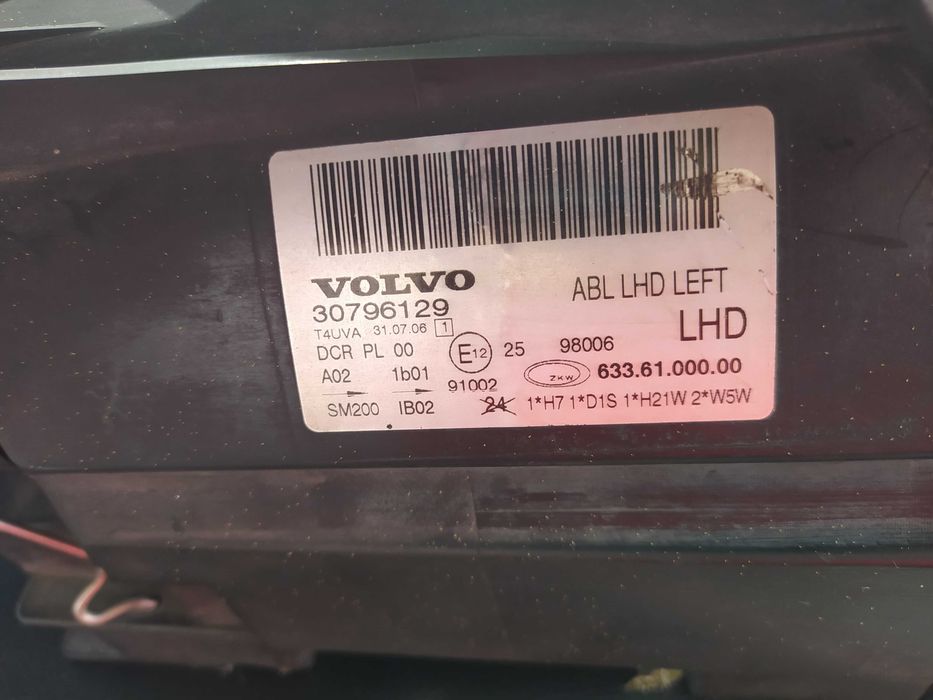 VOLVO
ABL LHD LEFT
30796129
LHD
T4UVA 31.07.06 1
DCR PL 00
E12 25 98006
A02 1b01
ZKW 633.61.000.00
91002
SM200 IB02
24 1*H7 1*D1S 1*H21W 2*W5W